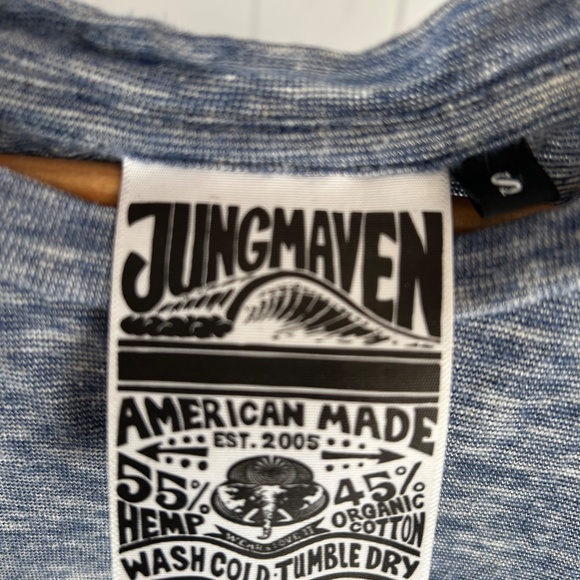 S
JUNGMAVEN
AMERICAN MADE
EST. 2005
55% 45%
HEMP ORGANIC
COTTON
WASH COLD · TUMBLE DRY